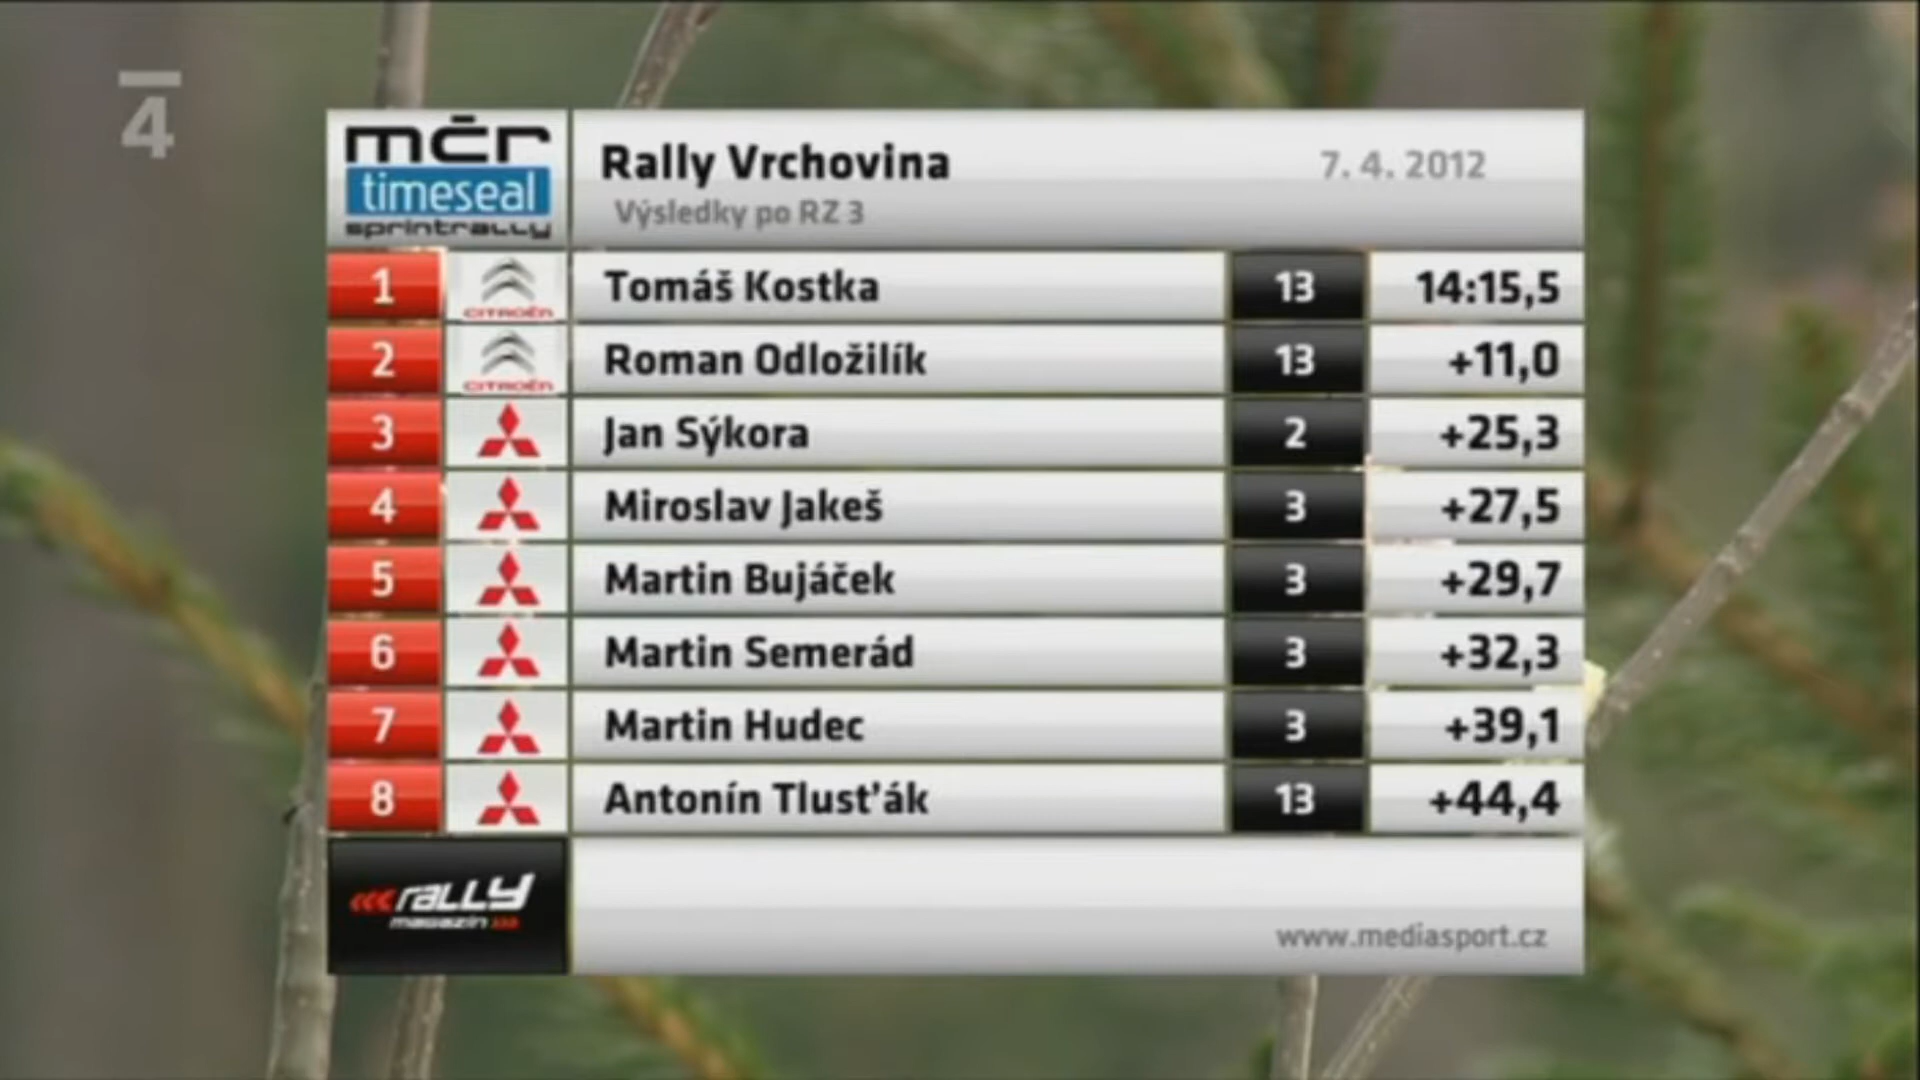 4
mčr
timeseal
sprintrally
Rally Vrchovina 7. 4. 2012
Výsledky po RZ 3
1 CITROËN Tomáš Kostka 13 14:15,5
2 CITROËN Roman Odložilík 13 +11,0
3 Jan Sýkora 2 +25,3
4 Miroslav Jakeš 3 +27,5
5 Martin Bujáček 3 +29,7
6 Martin Semerád 3 +32,3
7 Martin Hudec 3 +39,1
8 Antonín Tlusťák 13 +44,4
rally
magazín
www.mediasport.cz